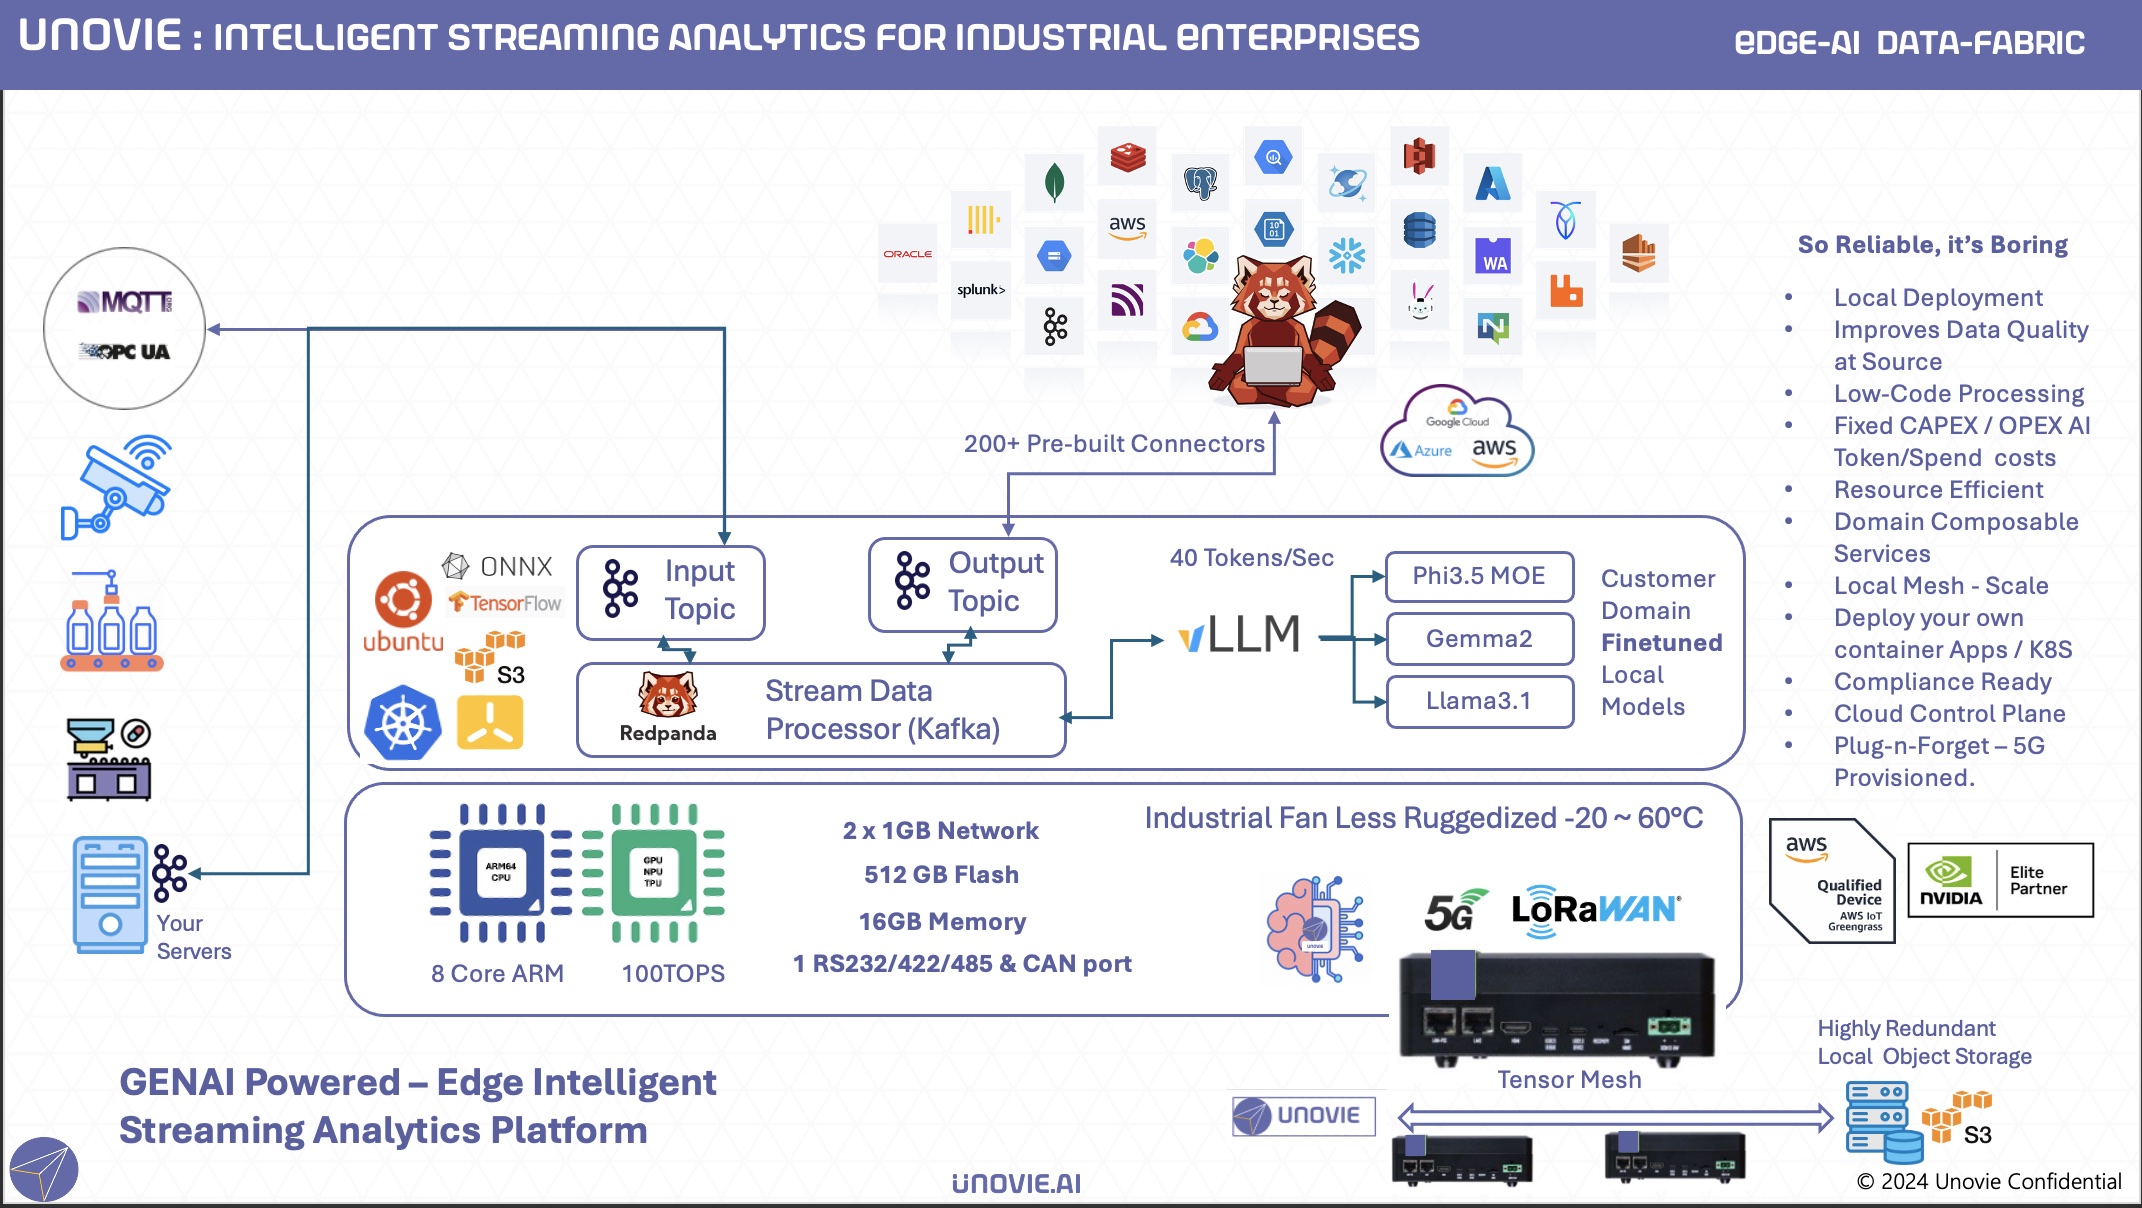 UNOVIE : INTELLIGENT STREAMING ANALYTICS FOR INDUSTRIAL ENTERPRISES
EDGE-AI DATA-FABRIC
MQTT
OPC UA
Your
Servers
ORACLE
splunk>
aws
10
01
WA
N
200+ Pre-built Connectors
Google Cloud
Azure
aws
ubuntu
ONNX
TensorFlow
S3
Input
Topic
Output
Topic
Redpanda
Stream Data
Processor (Kafka)
40 Tokens/Sec
vLLM
Phi3.5 MOE
Gemma2
Llama3.1
Customer
Domain
Finetuned
Local
Models
ARM64
CPU
8 Core ARM
GPU
NPU
TPU
100TOPS
2 x 1GB Network
512 GB Flash
16GB Memory
1 RS232/422/485 & CAN port
Industrial Fan Less Ruggedized -20 ~ 60°C
UNOVIE
5G
LoRaWAN®
So Reliable, it's Boring
• Local Deployment
• Improves Data Quality
at Source
• Low-Code Processing
• Fixed CAPEX / OPEX AI
Token/Spend costs
• Resource Efficient
• Domain Composable
Services
• Local Mesh - Scale
• Deploy your own
container Apps / K8S
• Compliance Ready
• Cloud Control Plane
• Plug-n-Forget – 5G
Provisioned.
aws
Qualified
Device
AWS IoT
Greengrass
NVIDIA
Elite
Partner
GENAI Powered – Edge Intelligent
Streaming Analytics Platform
UNOVIE.AI
Tensor Mesh
UNOVIE
Highly Redundant
Local Object Storage
S3
© 2024 Unovie Confidential